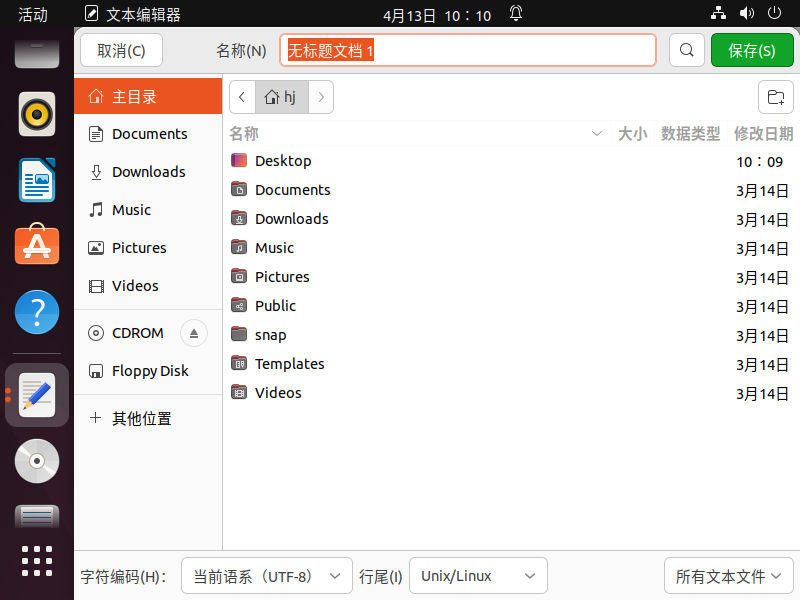 活动 文本编辑器 4月13日 10：10
取消(C) 名称(N) 无标题文档 1 保存(S)
主目录 hj
名称 大小 数据类型 修改日期
Documents
Downloads
Music
Pictures
Videos
CDROM
Floppy Disk
其他位置
Desktop 10：09
Documents 3月14日
Downloads 3月14日
Music 3月14日
Pictures 3月14日
Public 3月14日
snap 3月14日
Templates 3月14日
Videos 3月14日
字符编码(H)： 当前语系（UTF-8） 行尾(I) Unix/Linux 所有文本文件